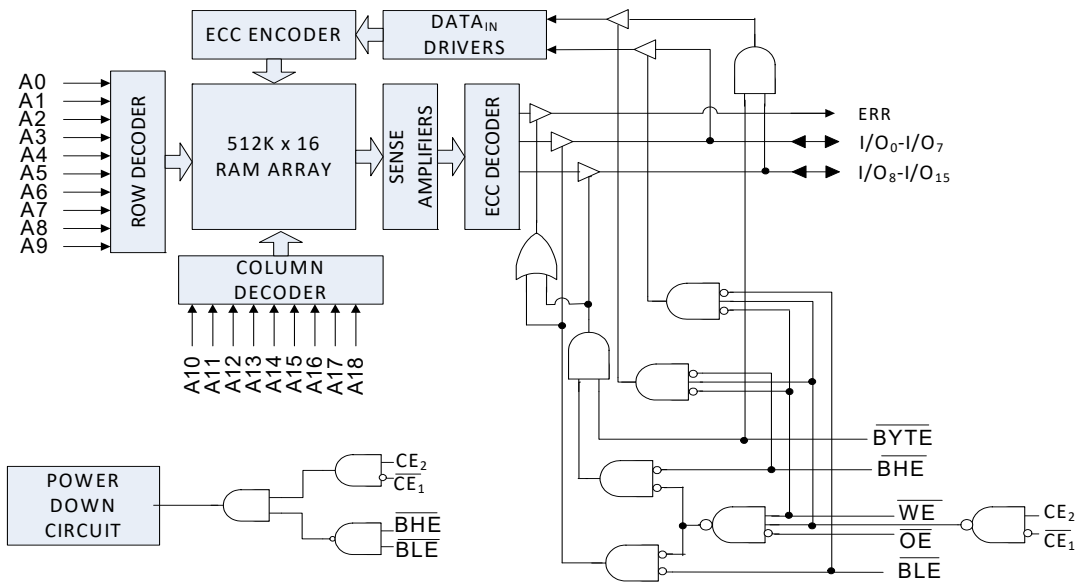 ECC ENCODER
DATAIN
DRIVERS
A0
A1
A2
A3
A4
A5
A6
A7
A8
A9
ROW DECODER
512K x 16
RAM ARRAY
SENSE
AMPLIFIERS
ECC DECODER
ERR
I/O0-I/O7
I/O8-I/O15
COLUMN
DECODER
A10
A11
A12
A13
A14
A15
A16
A17
A18
BYTE
BHE
WE
OE
BLE
CE2
CE1
POWER
DOWN
CIRCUIT
CE2
CE1
BHE
BLE